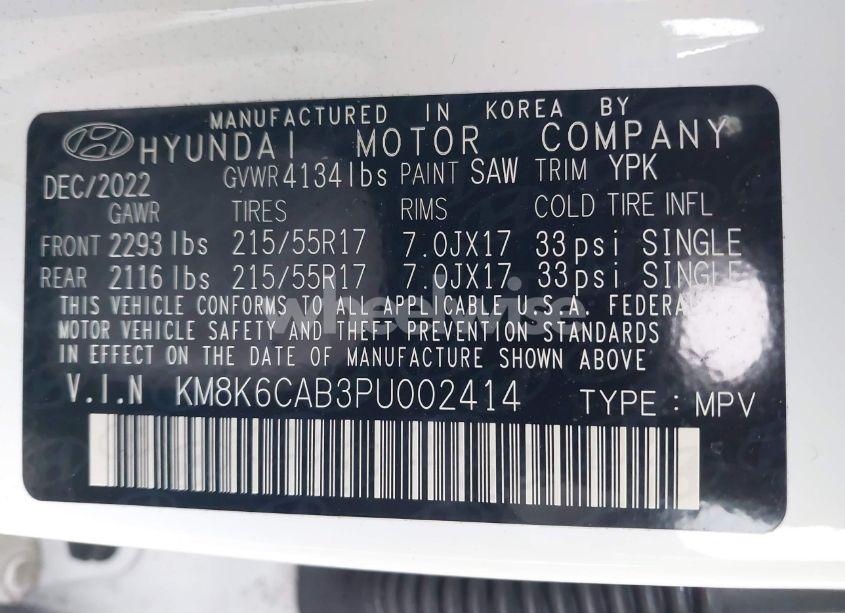 MANUFACTURED IN KOREA BY
HYUNDAI MOTOR COMPANY
DEC/2022 GVWR 4134 lbs PAINT SAW TRIM YPK
GAWR TIRES RIMS COLD TIRE INFL
FRONT 2293 lbs 215/55R17 7.0JX17 33psi SINGLE
REAR 2116 lbs 215/55R17 7.0JX17 33psi SINGLE
THIS VEHICLE CONFORMS TO ALL APPLICABLE U.S.A. FEDERAL
MOTOR VEHICLE SAFETY AND THEFT PREVENTION STANDARDS
IN EFFECT ON THE DATE OF MANUFACTURE SHOWN ABOVE
V.I.N KM8K6CAB3PU002414 TYPE : MPV
wheelwise